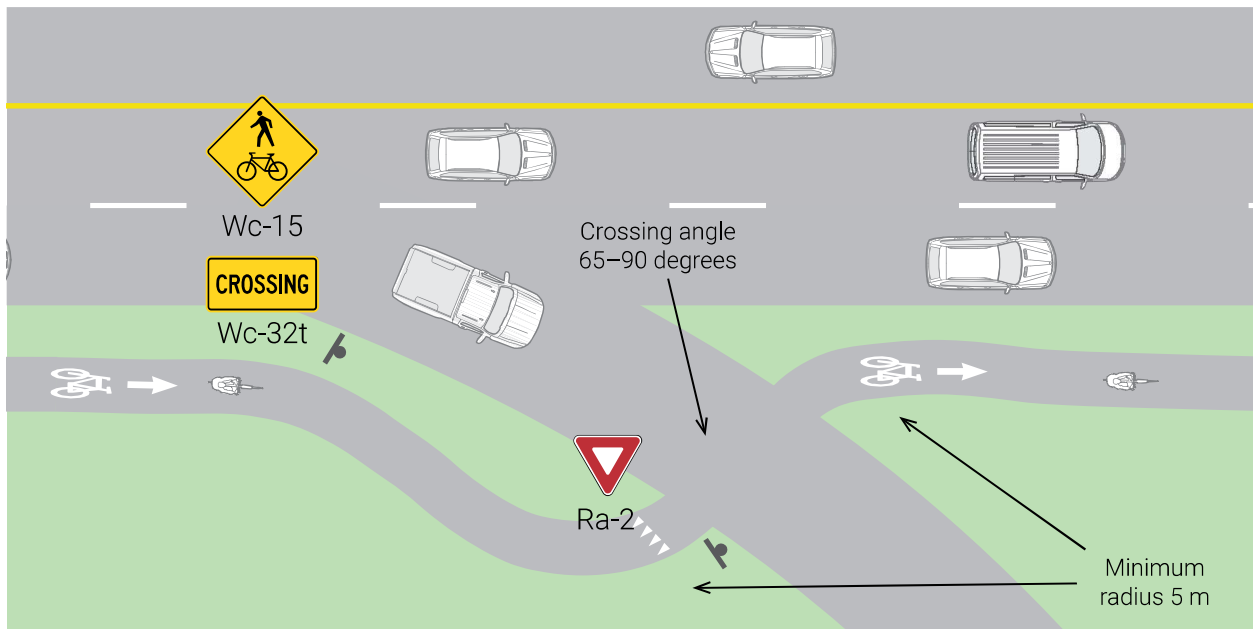 Wc-15
CROSSING
Wc-32t
Crossing angle
65–90 degrees
Ra-2
Minimum
radius 5 m